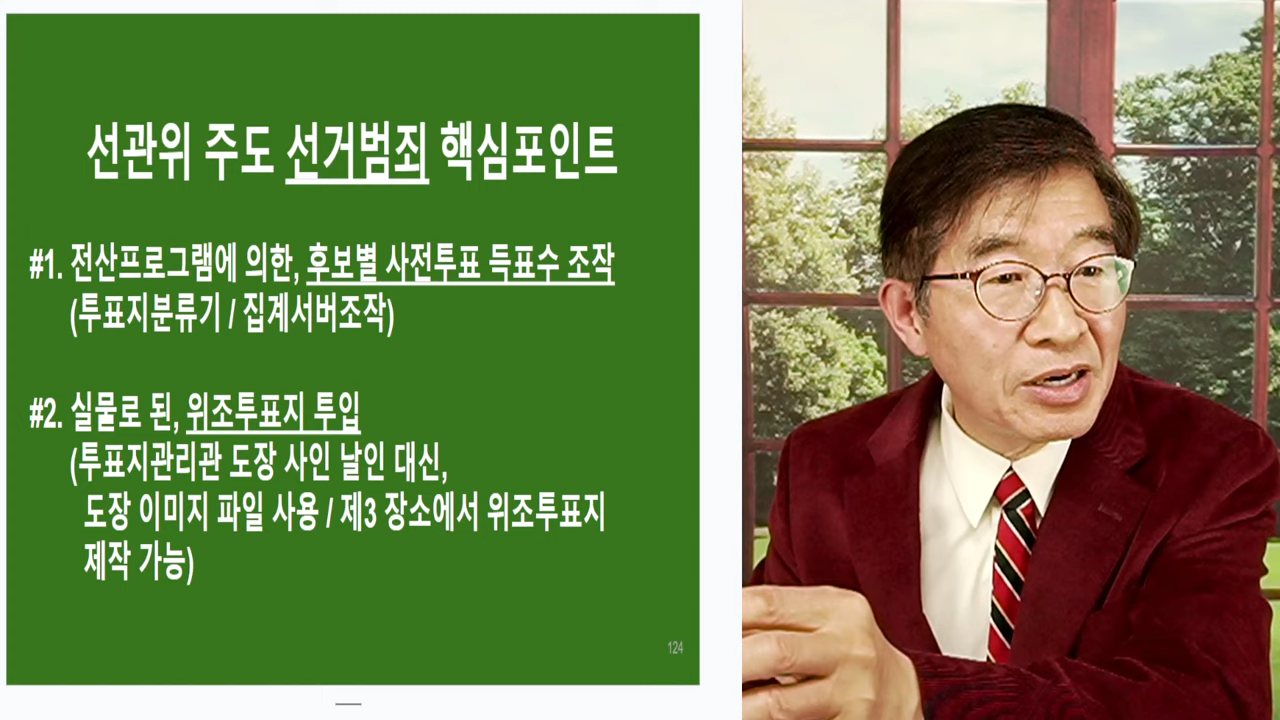 선관위 주도 선거범죄 핵심포인트
#1. 전산프로그램에 의한, 후보별 사전투표 득표수 조작
(투표지분류기 / 집계서버조작)
#2. 실물로 된, 위조투표지 투입
(투표지관리관 도장 사인 날인 대신,
도장 이미지 파일 사용 / 제3 장소에서 위조투표지
제작 가능)
124